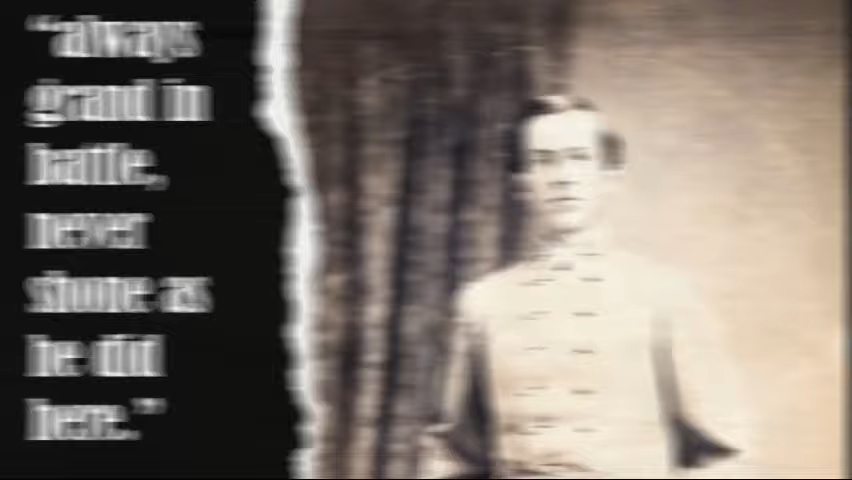 “always
grand in
battle,
never
shone as
he did
here.”